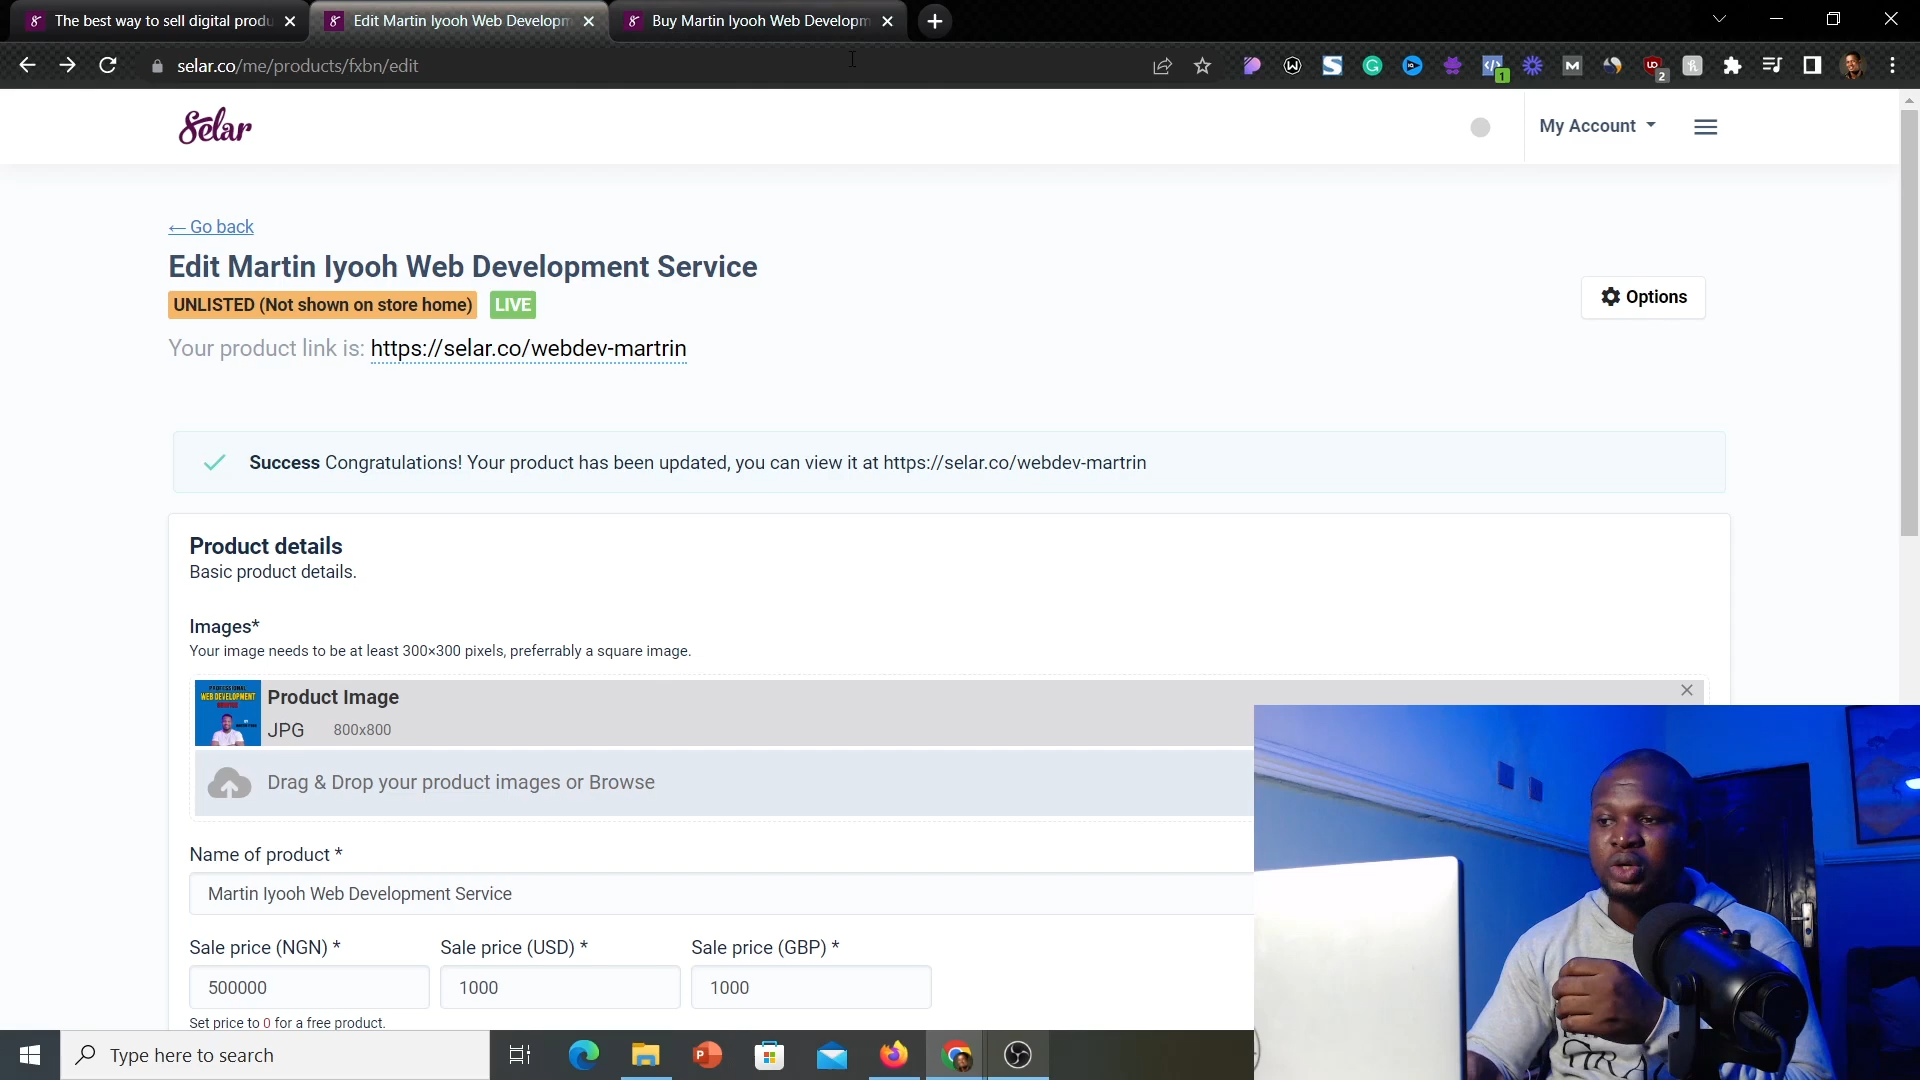 The best way to sell digital produ
Edit Martin Iyooh Web Developm
Buy Martin Iyooh Web Developm
selar.co/me/products/fxbn/edit
1
2
Selar
My Account
← Go back
Edit Martin Iyooh Web Development Service
UNLISTED (Not shown on store home) LIVE
Options
Your product link is: https://selar.co/webdev-martrin
Success Congratulations! Your product has been updated, you can view it at https://selar.co/webdev-martrin
Product details
Basic product details.
Images*
Your image needs to be at least 300×300 pixels, preferrably a square image.
PROFESSIONAL
WEB DEVELOPMENT
Product Image
JPG 800x800
Drag & Drop your product images or Browse
Name of product *
Martin Iyooh Web Development Service
Sale price (NGN) * Sale price (USD) * Sale price (GBP) *
500000 1000 1000
Set price to 0 for a free product.
Type here to search